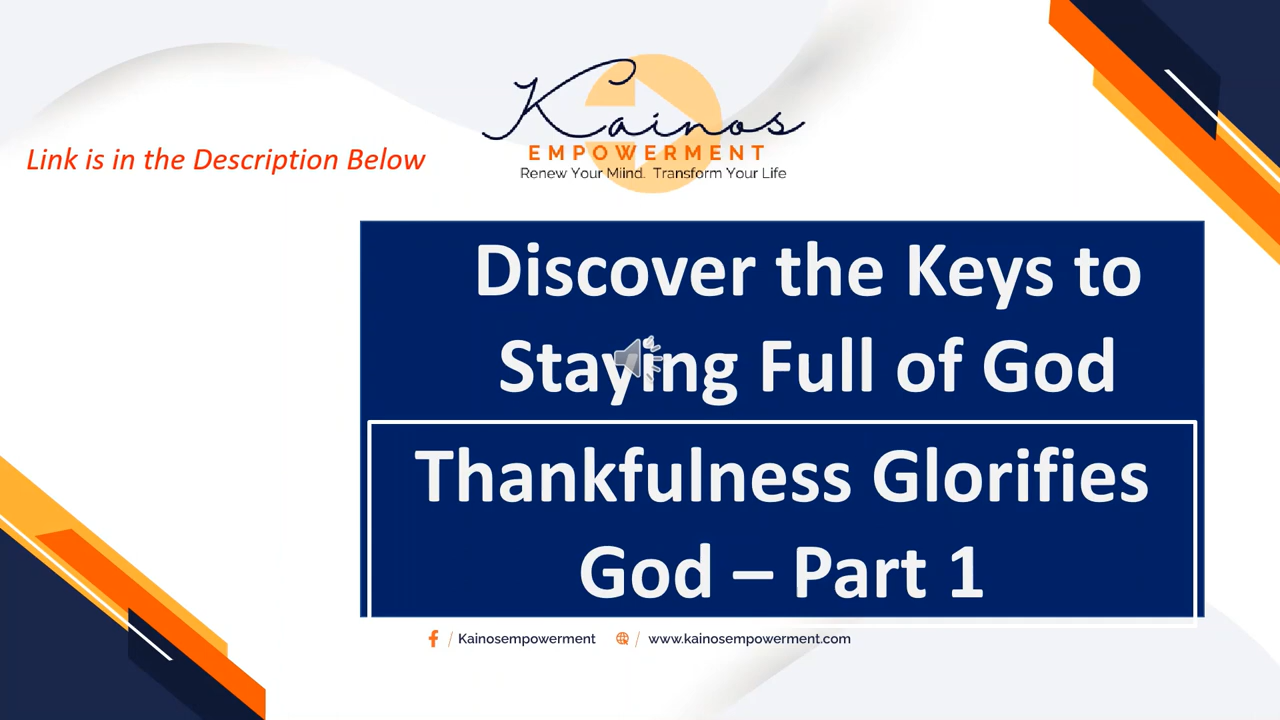 Link is in the Description Below
Kainos
EMPOWERMENT
Renew Your Miind. Transform Your Life
Discover the Keys to
Staying Full of God
Thankfulness Glorifies
God – Part 1
/ Kainosempowerment / www.kainosempowerment.com